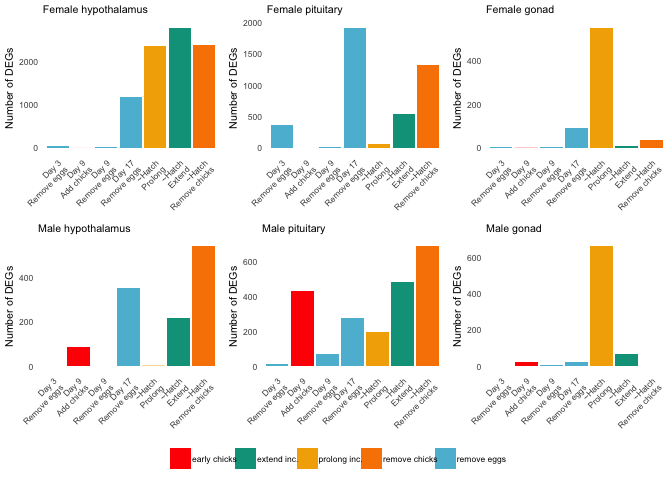 Female hypothalamus
Number of DEGs
2000
1000
0
Day 3
Remove eggs
Day 9
Add chicks
Day 9
Remove eggs
Day 17
Remove eggs
~Hatch
Prolong
~Hatch
Extend
~Hatch
Remove chicks
Female pituitary
Number of DEGs
2000
1500
1000
500
0
Day 3
Remove eggs
Day 9
Add chicks
Day 9
Remove eggs
Day 17
Remove eggs
~Hatch
Prolong
~Hatch
Extend
~Hatch
Remove chicks
Female gonad
Number of DEGs
400
200
0
Day 3
Remove eggs
Day 9
Add chicks
Day 9
Remove eggs
Day 17
Remove eggs
~Hatch
Prolong
~Hatch
Extend
~Hatch
Remove chicks
Male hypothalamus
Number of DEGs
400
200
0
Day 3
Remove eggs
Day 9
Add chicks
Day 9
Remove eggs
Day 17
Remove eggs
~Hatch
Prolong
~Hatch
Extend
~Hatch
Remove chicks
Male pituitary
Number of DEGs
600
400
200
0
Day 3
Remove eggs
Day 9
Add chicks
Day 9
Remove eggs
Day 17
Remove eggs
~Hatch
Prolong
~Hatch
Extend
~Hatch
Remove chicks
Male gonad
Number of DEGs
600
400
200
0
Day 3
Remove eggs
Day 9
Add chicks
Day 9
Remove eggs
Day 17
Remove eggs
~Hatch
Prolong
~Hatch
Extend
~Hatch
Remove chicks
early chicks
extend inc.
prolong inc.
remove chicks
remove eggs